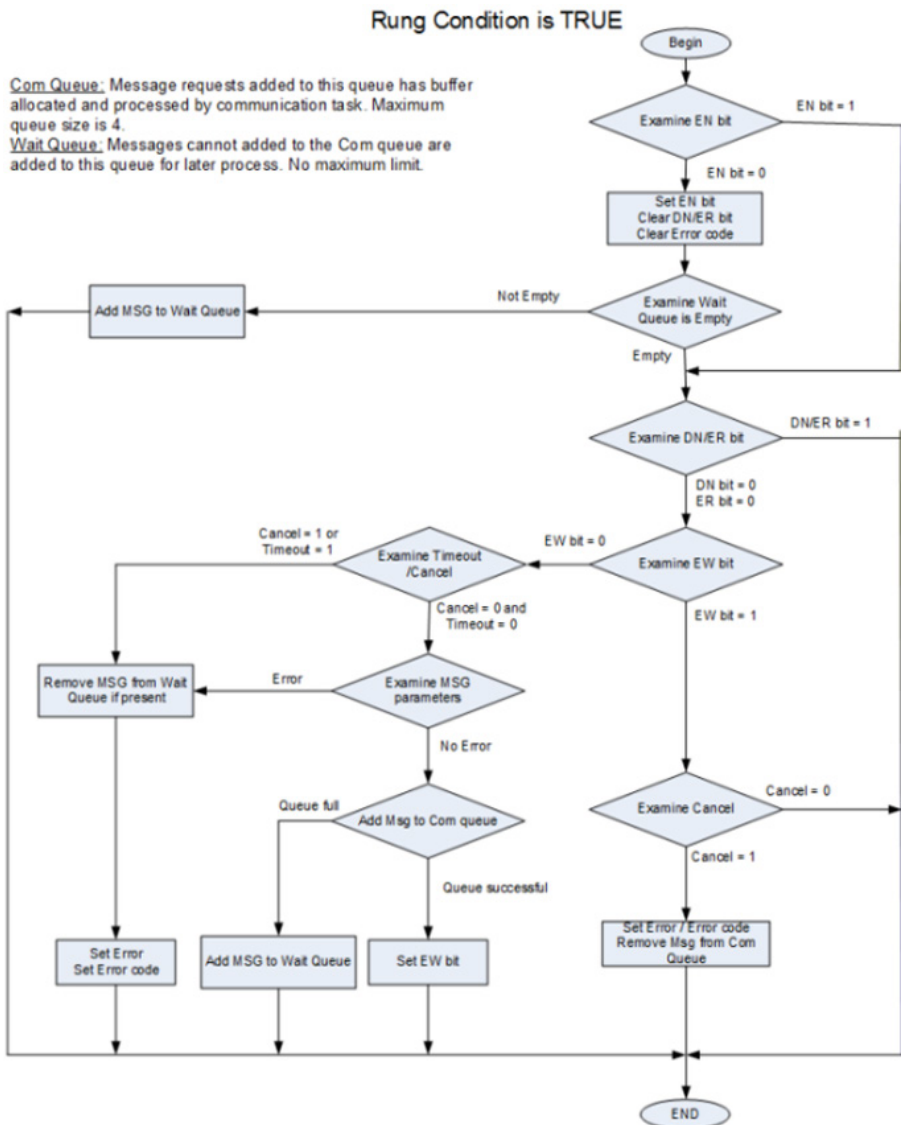 Rung Condition is TRUE
Begin
Com Queue: Message requests added to this queue has buffer
allocated and processed by communication task. Maximum
queue size is 4.
Wait Queue: Messages cannot added to the Com queue are
added to this queue for later process. No maximum limit.
EN bit = 1
Examine EN bit
EN bit = 0
Set EN bit
Clear DN/ER bit
Clear Error code
Not Empty
Add MSG to Wait Queue
Examine Wait
Queue is Empty
Empty
DN/ER bit = 1
Examine DN/ER bit
DN bit = 0
ER bit = 0
Cancel = 1 or
Timeout = 1
Examine Timeout
/Cancel
EW bit = 0
Examine EW bit
Cancel = 0 and
Timeout = 0
EW bit = 1
Remove MSG from Wait
Queue if present
Error
Examine MSG
parameters
No Error
Cancel = 0
Queue full
Add Msg to Com queue
Examine Cancel
Cancel = 1
Queue successful
Set Error / Error code
Remove Msg from Com
Queue
Set Error
Set Error code
Add MSG to Wait Queue
Set EW bit
END